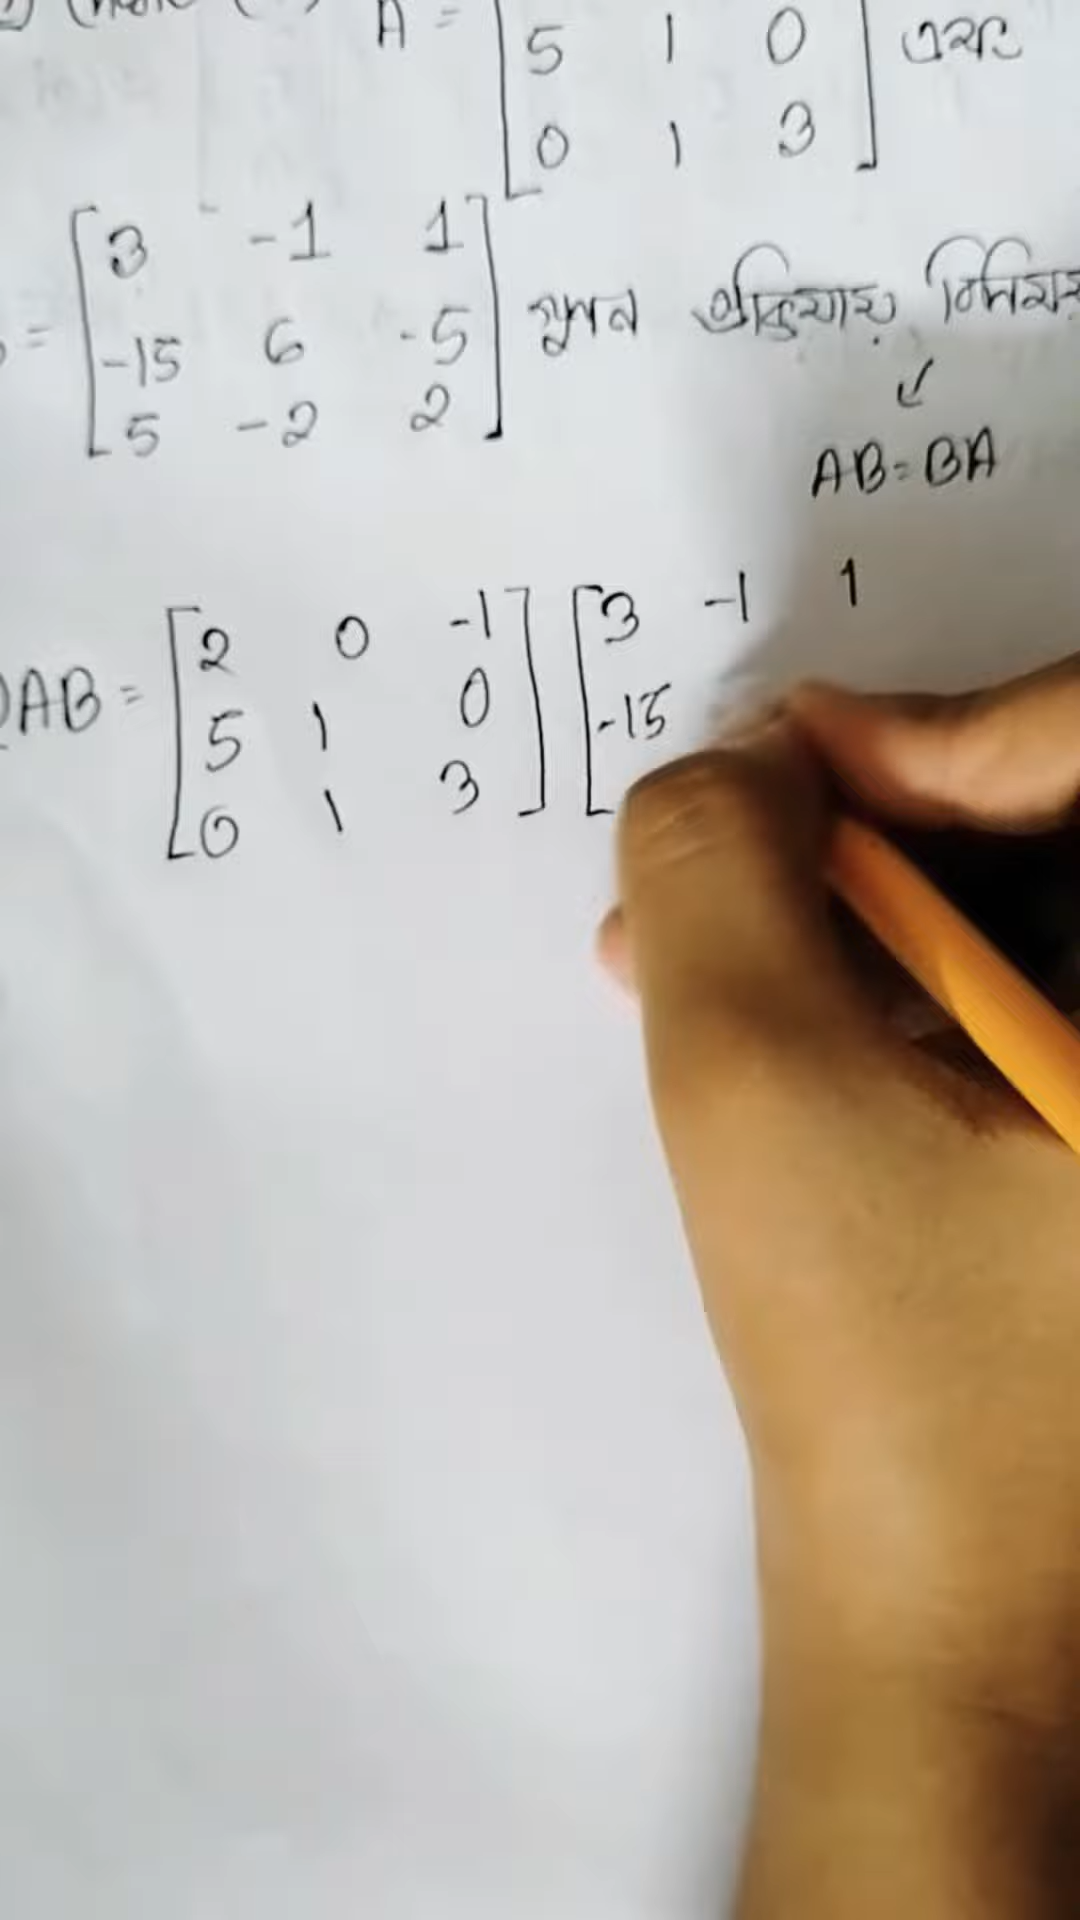 A =
5 1 0 এবং
0 1 3
= 3 -1 1
-15 6 -5 গুণন প্রক্রিয়ায় বিনিময়
5 -2 2
AB = BA
AB = 2 0 -1 3 -1 1
5 1 0 -15
0 1 3